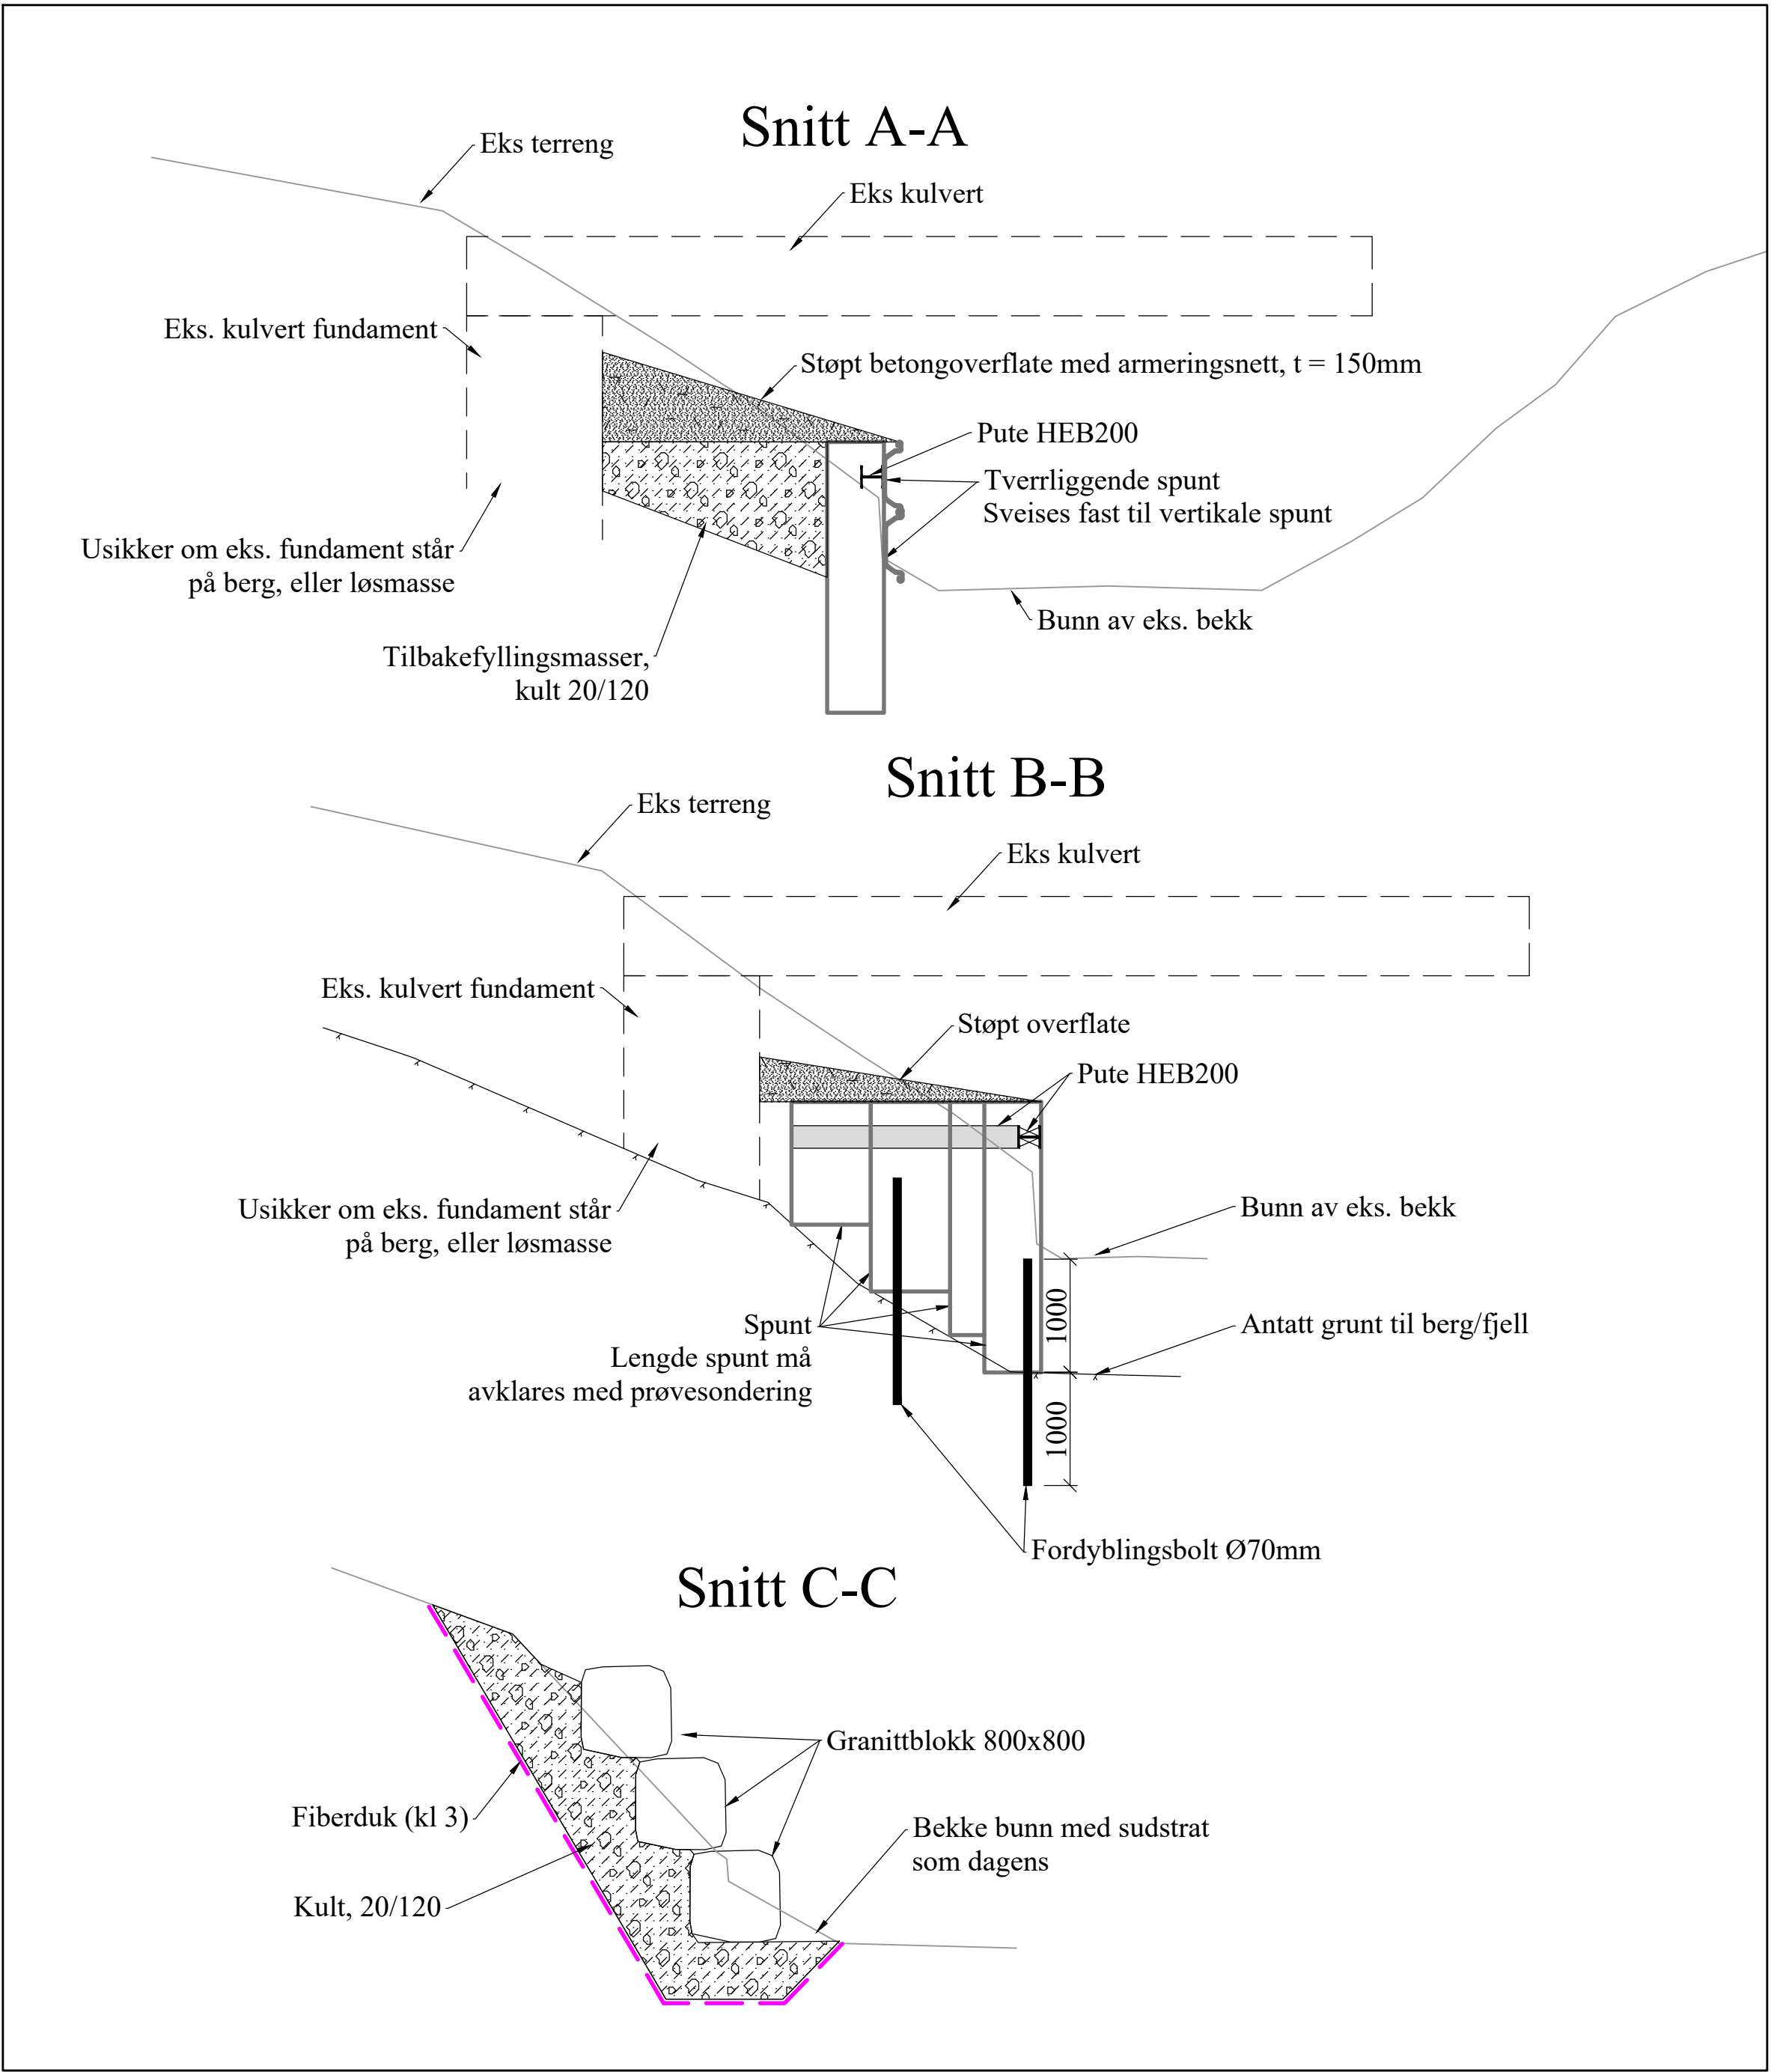 Snitt A-A
Eks terreng
Eks kulvert
Eks. kulvert fundament
Støpt betongoverflate med armeringsnett, t = 150mm
Pute HEB200
Tverrliggende spunt
Sveises fast til vertikale spunt
Usikker om eks. fundament står
på berg, eller løsmasse
Bunn av eks. bekk
Tilbakefyllingsmasser,
kult 20/120
Snitt B-B
Eks terreng
Eks kulvert
Eks. kulvert fundament
Støpt overflate
Pute HEB200
Usikker om eks. fundament står
på berg, eller løsmasse
Bunn av eks. bekk
1000
Spunt
Lengde spunt må
avklares med prøvesondering
Antatt grunt til berg/fjell
1000
Fordyblingsbolt Ø70mm
Snitt C-C
Granittblokk 800x800
Fiberduk (kl 3)
Bekke bunn med sudstrat
som dagens
Kult, 20/120